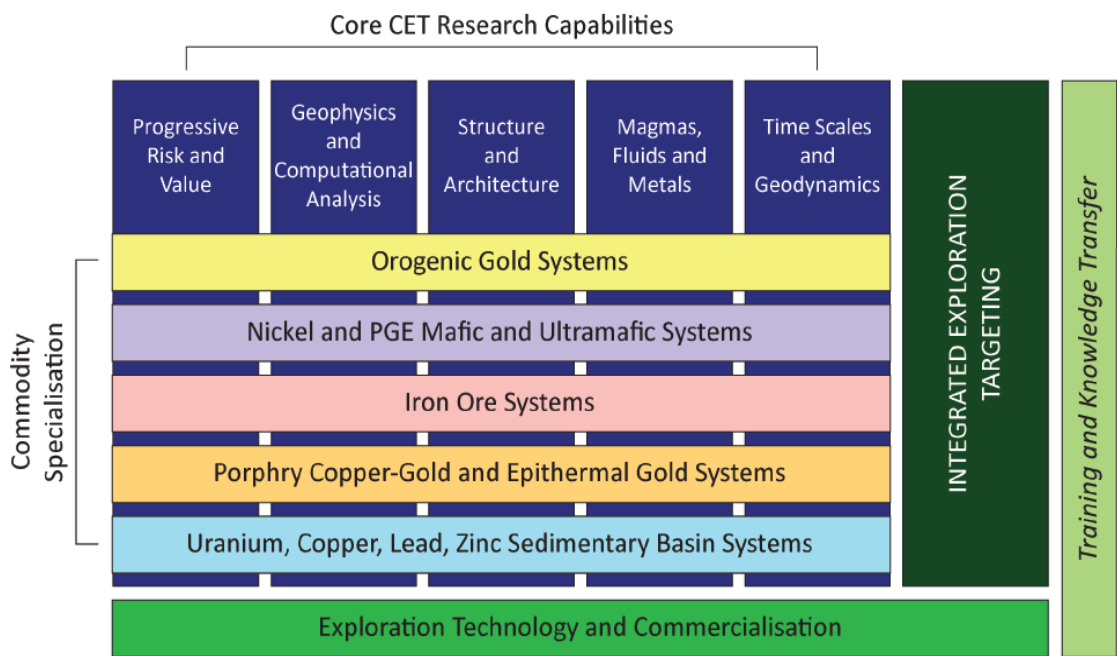 Core CET Research Capabilities
Progressive
Risk and
Value
Geophysics
and
Computational
Analysis
Structure
and
Architecture
Magmas,
Fluids and
Metals
Time Scales
and
Geodynamics
Commodity
Specialisation
Orogenic Gold Systems
Nickel and PGE Mafic and Ultramafic Systems
Iron Ore Systems
Porphry Copper-Gold and Epithermal Gold Systems
Uranium, Copper, Lead, Zinc Sedimentary Basin Systems
INTEGRATED EXPLORATION
TARGETING
Training and Knowledge Transfer
Exploration Technology and Commercialisation